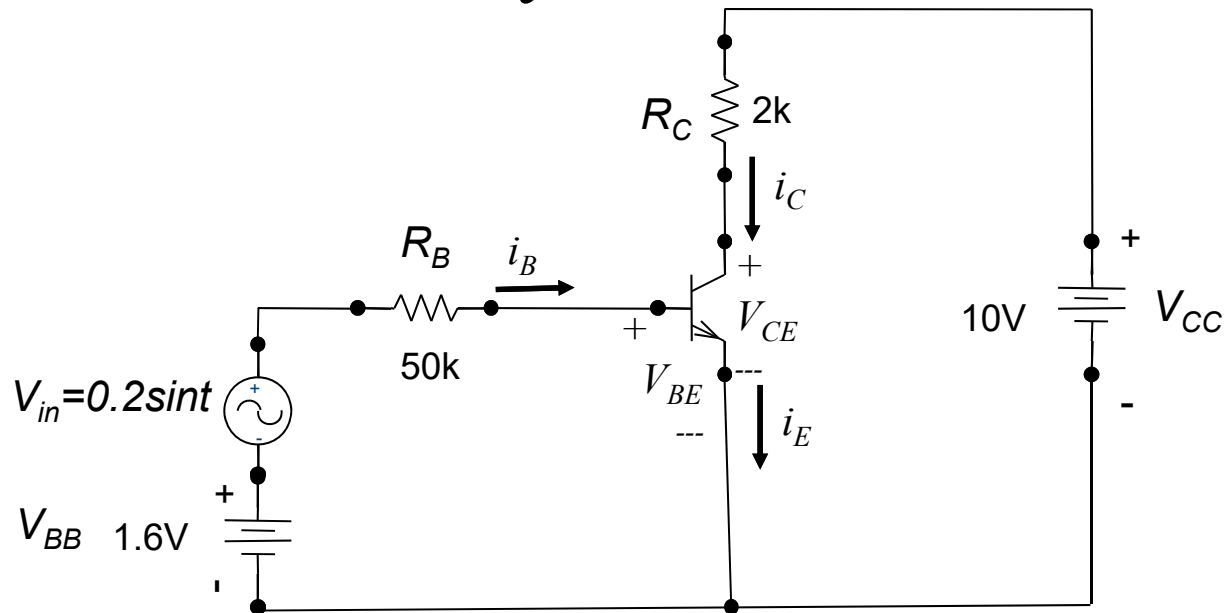 R_C 2k
i_C
+
R_B
i_B
+
+
V_CE
10V
V_CC
50k
V_BE
---
-
V_in=0.2sint
+
-
---
i_E
+
V_BB 1.6V
-